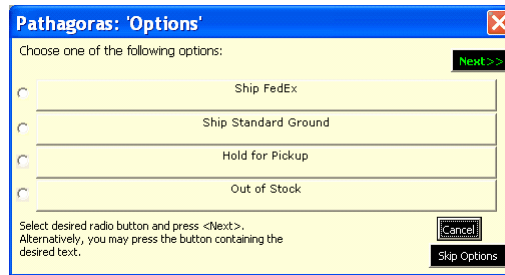 Pathagoras: 'Options'
Choose one of the following options:
Next>>
Ship FedEx
Ship Standard Ground
Hold for Pickup
Out of Stock
Select desired radio button and press <Next>.
Alternatively, you may press the button containing the
desired text.
Cancel
Skip Options